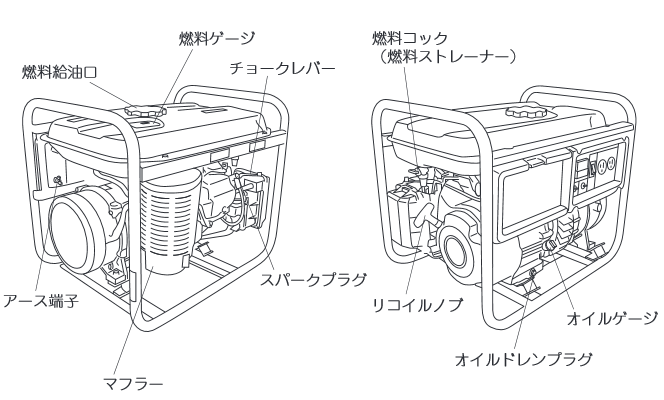 燃料ゲージ
燃料給油口
チョークレバー
アース端子
スパークプラグ
マフラー
燃料コック
（燃料ストレーナー）
リコイルノブ
オイルゲージ
オイルドレンプラグ